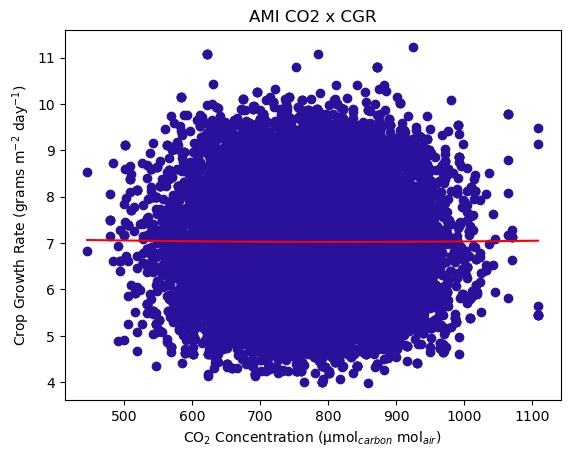 AMI CO2 x CGR
Crop Growth Rate (grams m⁻² day⁻¹)
11
10
9
8
7
6
5
4
500 600 700 800 900 1000 1100
CO₂ Concentration (μmol_carbon mol_air)